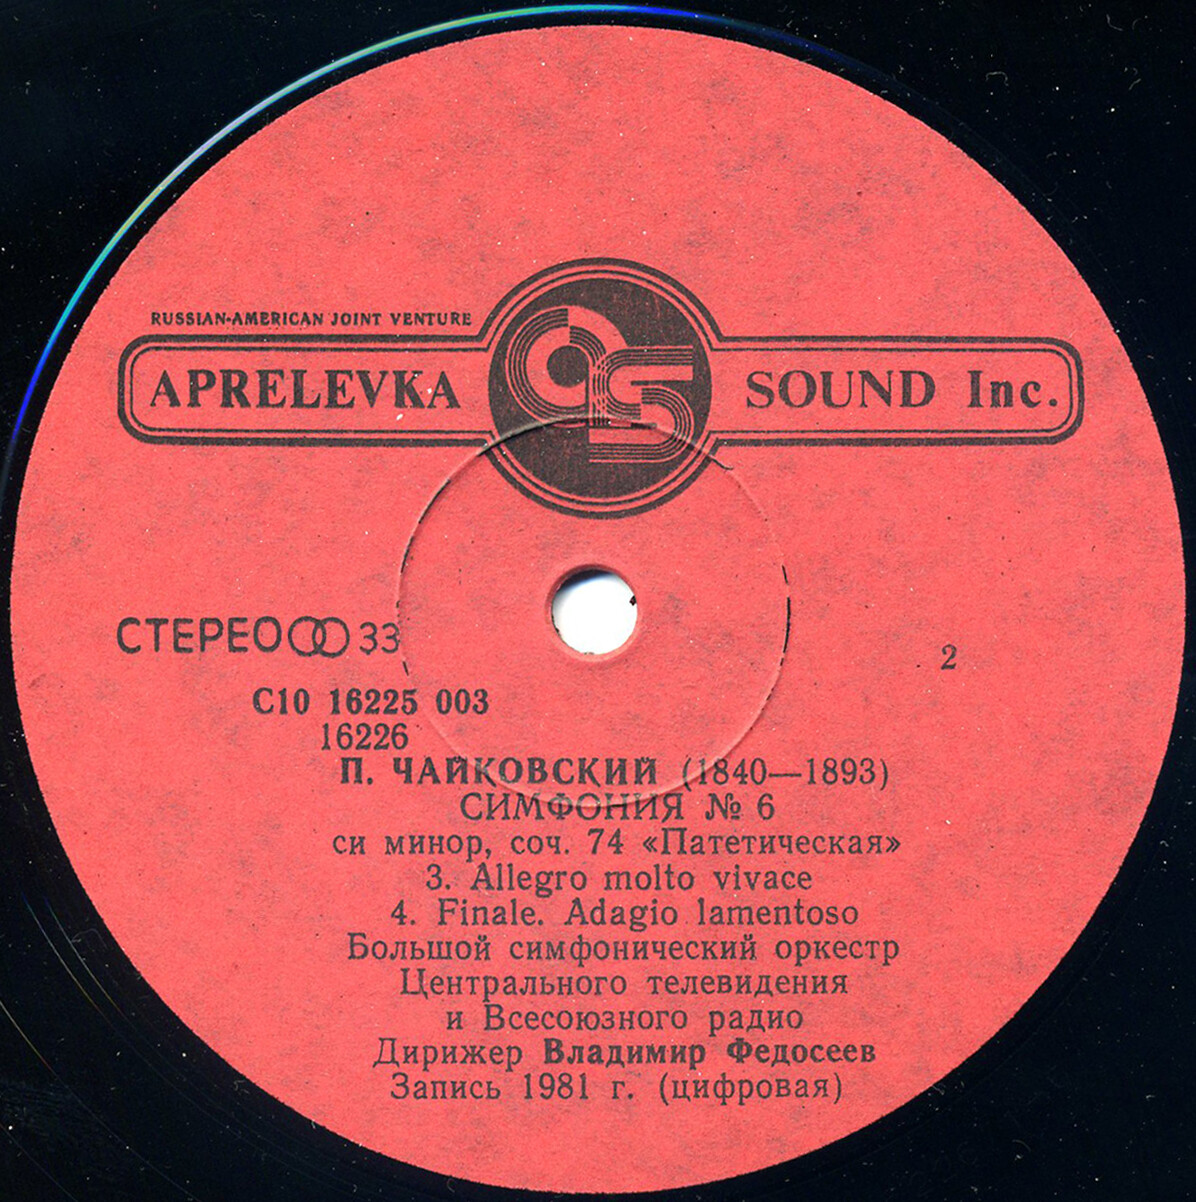 RUSSIAN-AMERICAN JOINT VENTURE
APRELEVKA SOUND Inc.
СТЕРЕО 33
2
С10 16225 003
16226
П. ЧАЙКОВСКИЙ (1840—1893)
СИМФОНИЯ № 6
си минор, соч. 74 «Патетическая»
3. Allegro molto vivace
4. Finale. Adagio lamentoso
Большой симфонический оркестр
Центрального телевидения
и Всесоюзного радио
Дирижер Владимир Федосеев
Запись 1981 г. (цифровая)